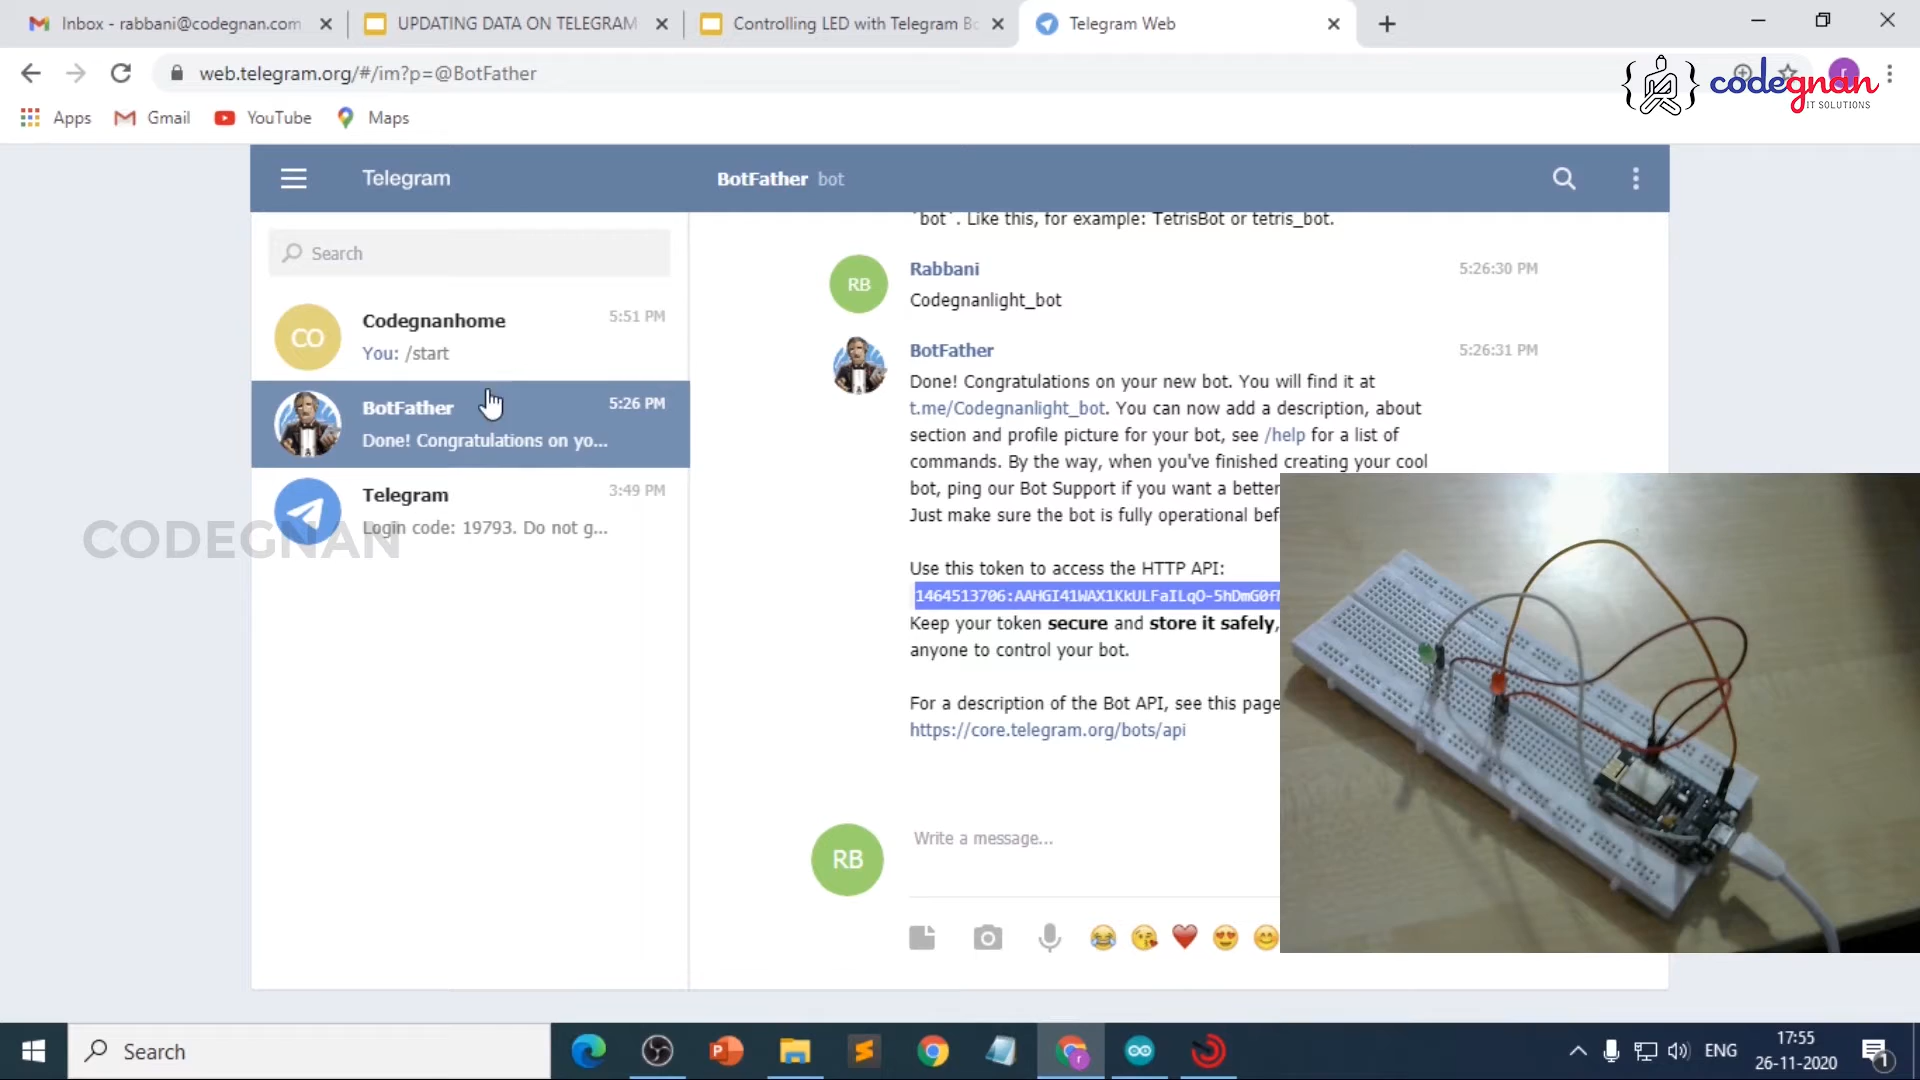 Inbox - rabbani@codegnan.com
UPDATING DATA ON TELEGRAM
Controlling LED with Telegram Bo
Telegram Web
web.telegram.org/#/im?p=@BotFather
codegnan
IT SOLUTIONS
Apps
Gmail
YouTube
Maps
Telegram
BotFather bot
Search
Codegnanhome
5:51 PM
You: /start
BotFather
5:26 PM
Done! Congratulations on yo...
Telegram
3:49 PM
Login code: 19793. Do not g...
CODEGNAN
`bot`. Like this, for example: TetrisBot or tetris_bot.
RB
Rabbani
5:26:30 PM
Codegnanlight_bot
BotFather
5:26:31 PM
Done! Congratulations on your new bot. You will find it at
t.me/Codegnanlight_bot. You can now add a description, about
section and profile picture for your bot, see /help for a list of
commands. By the way, when you've finished creating your cool
bot, ping our Bot Support if you want a better
Just make sure the bot is fully operational bef
Use this token to access the HTTP API:
Keep your token secure and store it safely,
anyone to control your bot.
For a description of the Bot API, see this page
https://core.telegram.org/bots/api
RB
Write a message...
CO
Search
ENG
17:55
26-11-2020
1